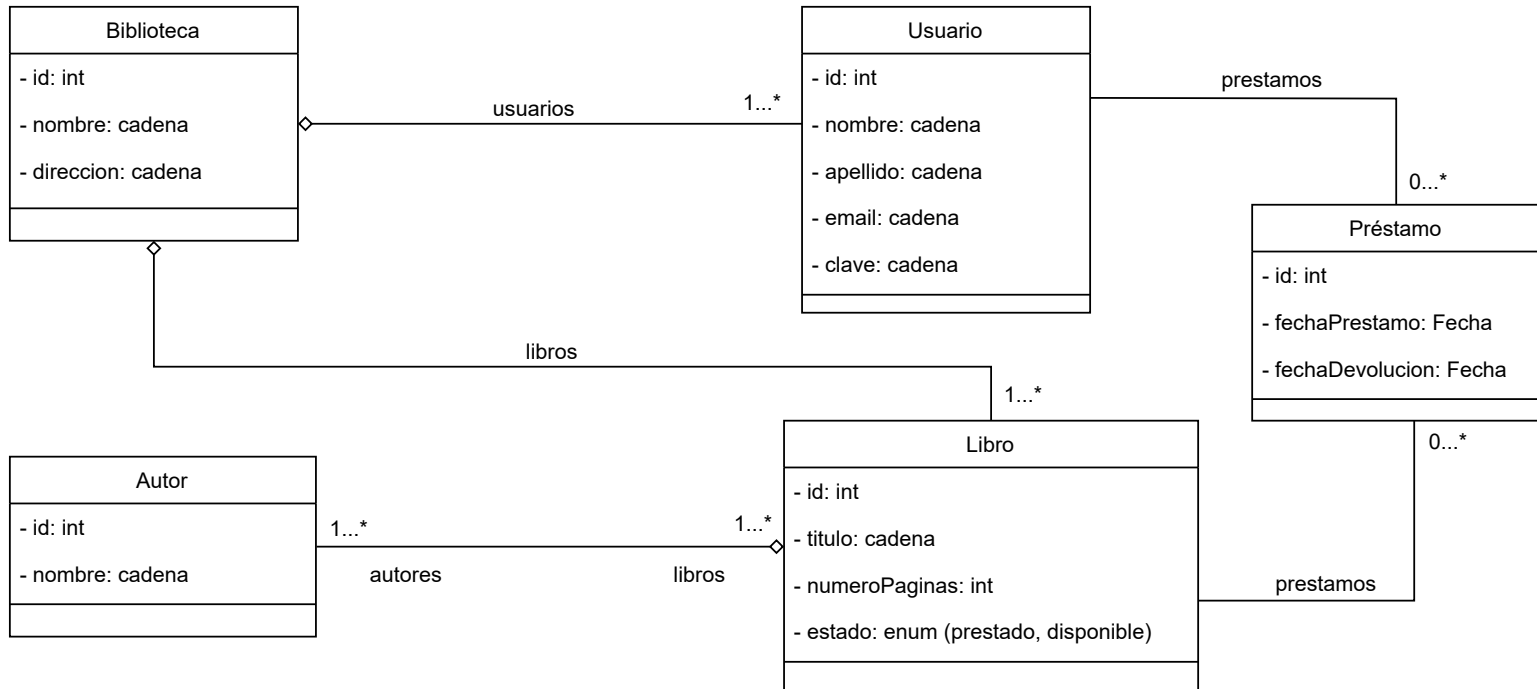 Biblioteca
- id: int
- nombre: cadena
- direccion: cadena
usuarios
1...*
Usuario
- id: int
- nombre: cadena
- apellido: cadena
- email: cadena
- clave: cadena
prestamos
0...*
Préstamo
- id: int
- fechaPrestamo: Fecha
- fechaDevolucion: Fecha
libros
1...*
0...*
Autor
- id: int
- nombre: cadena
1...*
autores
1...*
libros
Libro
- id: int
- titulo: cadena
- numeroPaginas: int
- estado: enum (prestado, disponible)
prestamos